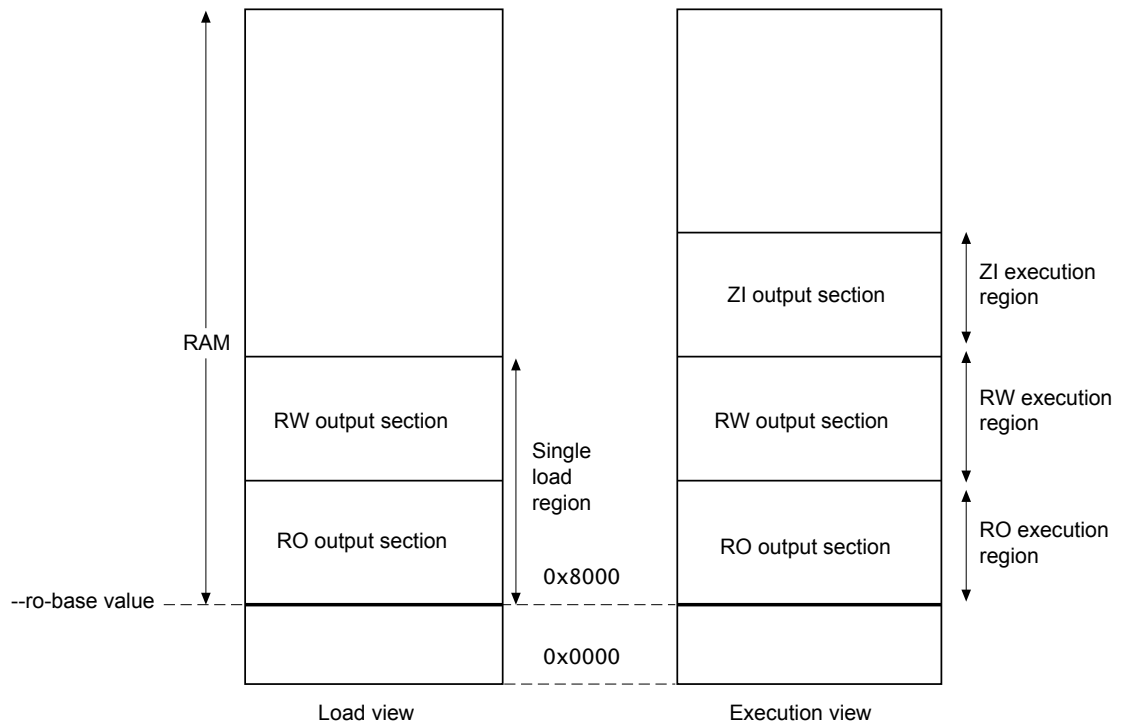 ZI output section
ZI execution
region
RAM
RW output section
Single
load
region
RW output section
RW execution
region
RO output section
0x8000
RO output section
RO execution
region
--ro-base value
0x0000
Load view
Execution view